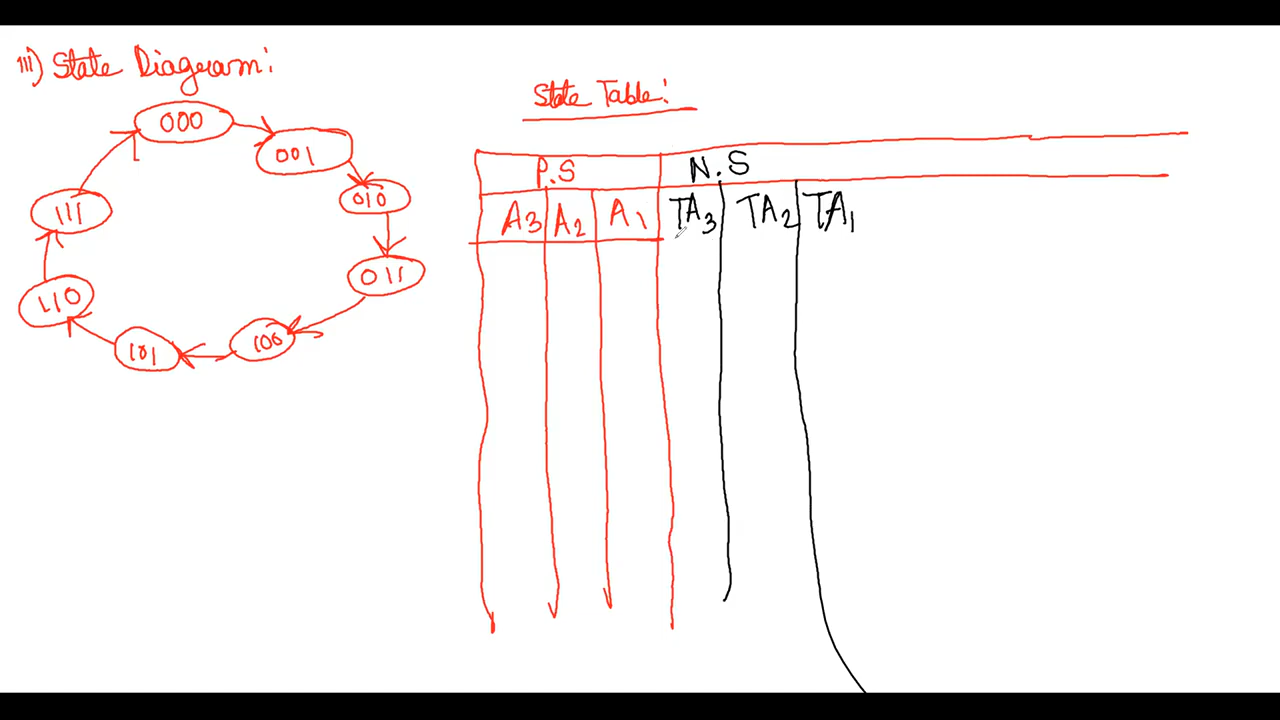 iii) State Diagram:
000
001
010
011
100
101
110
111
State Table:
P.S N.S
A3 A2 A1 TA3 TA2 TA1